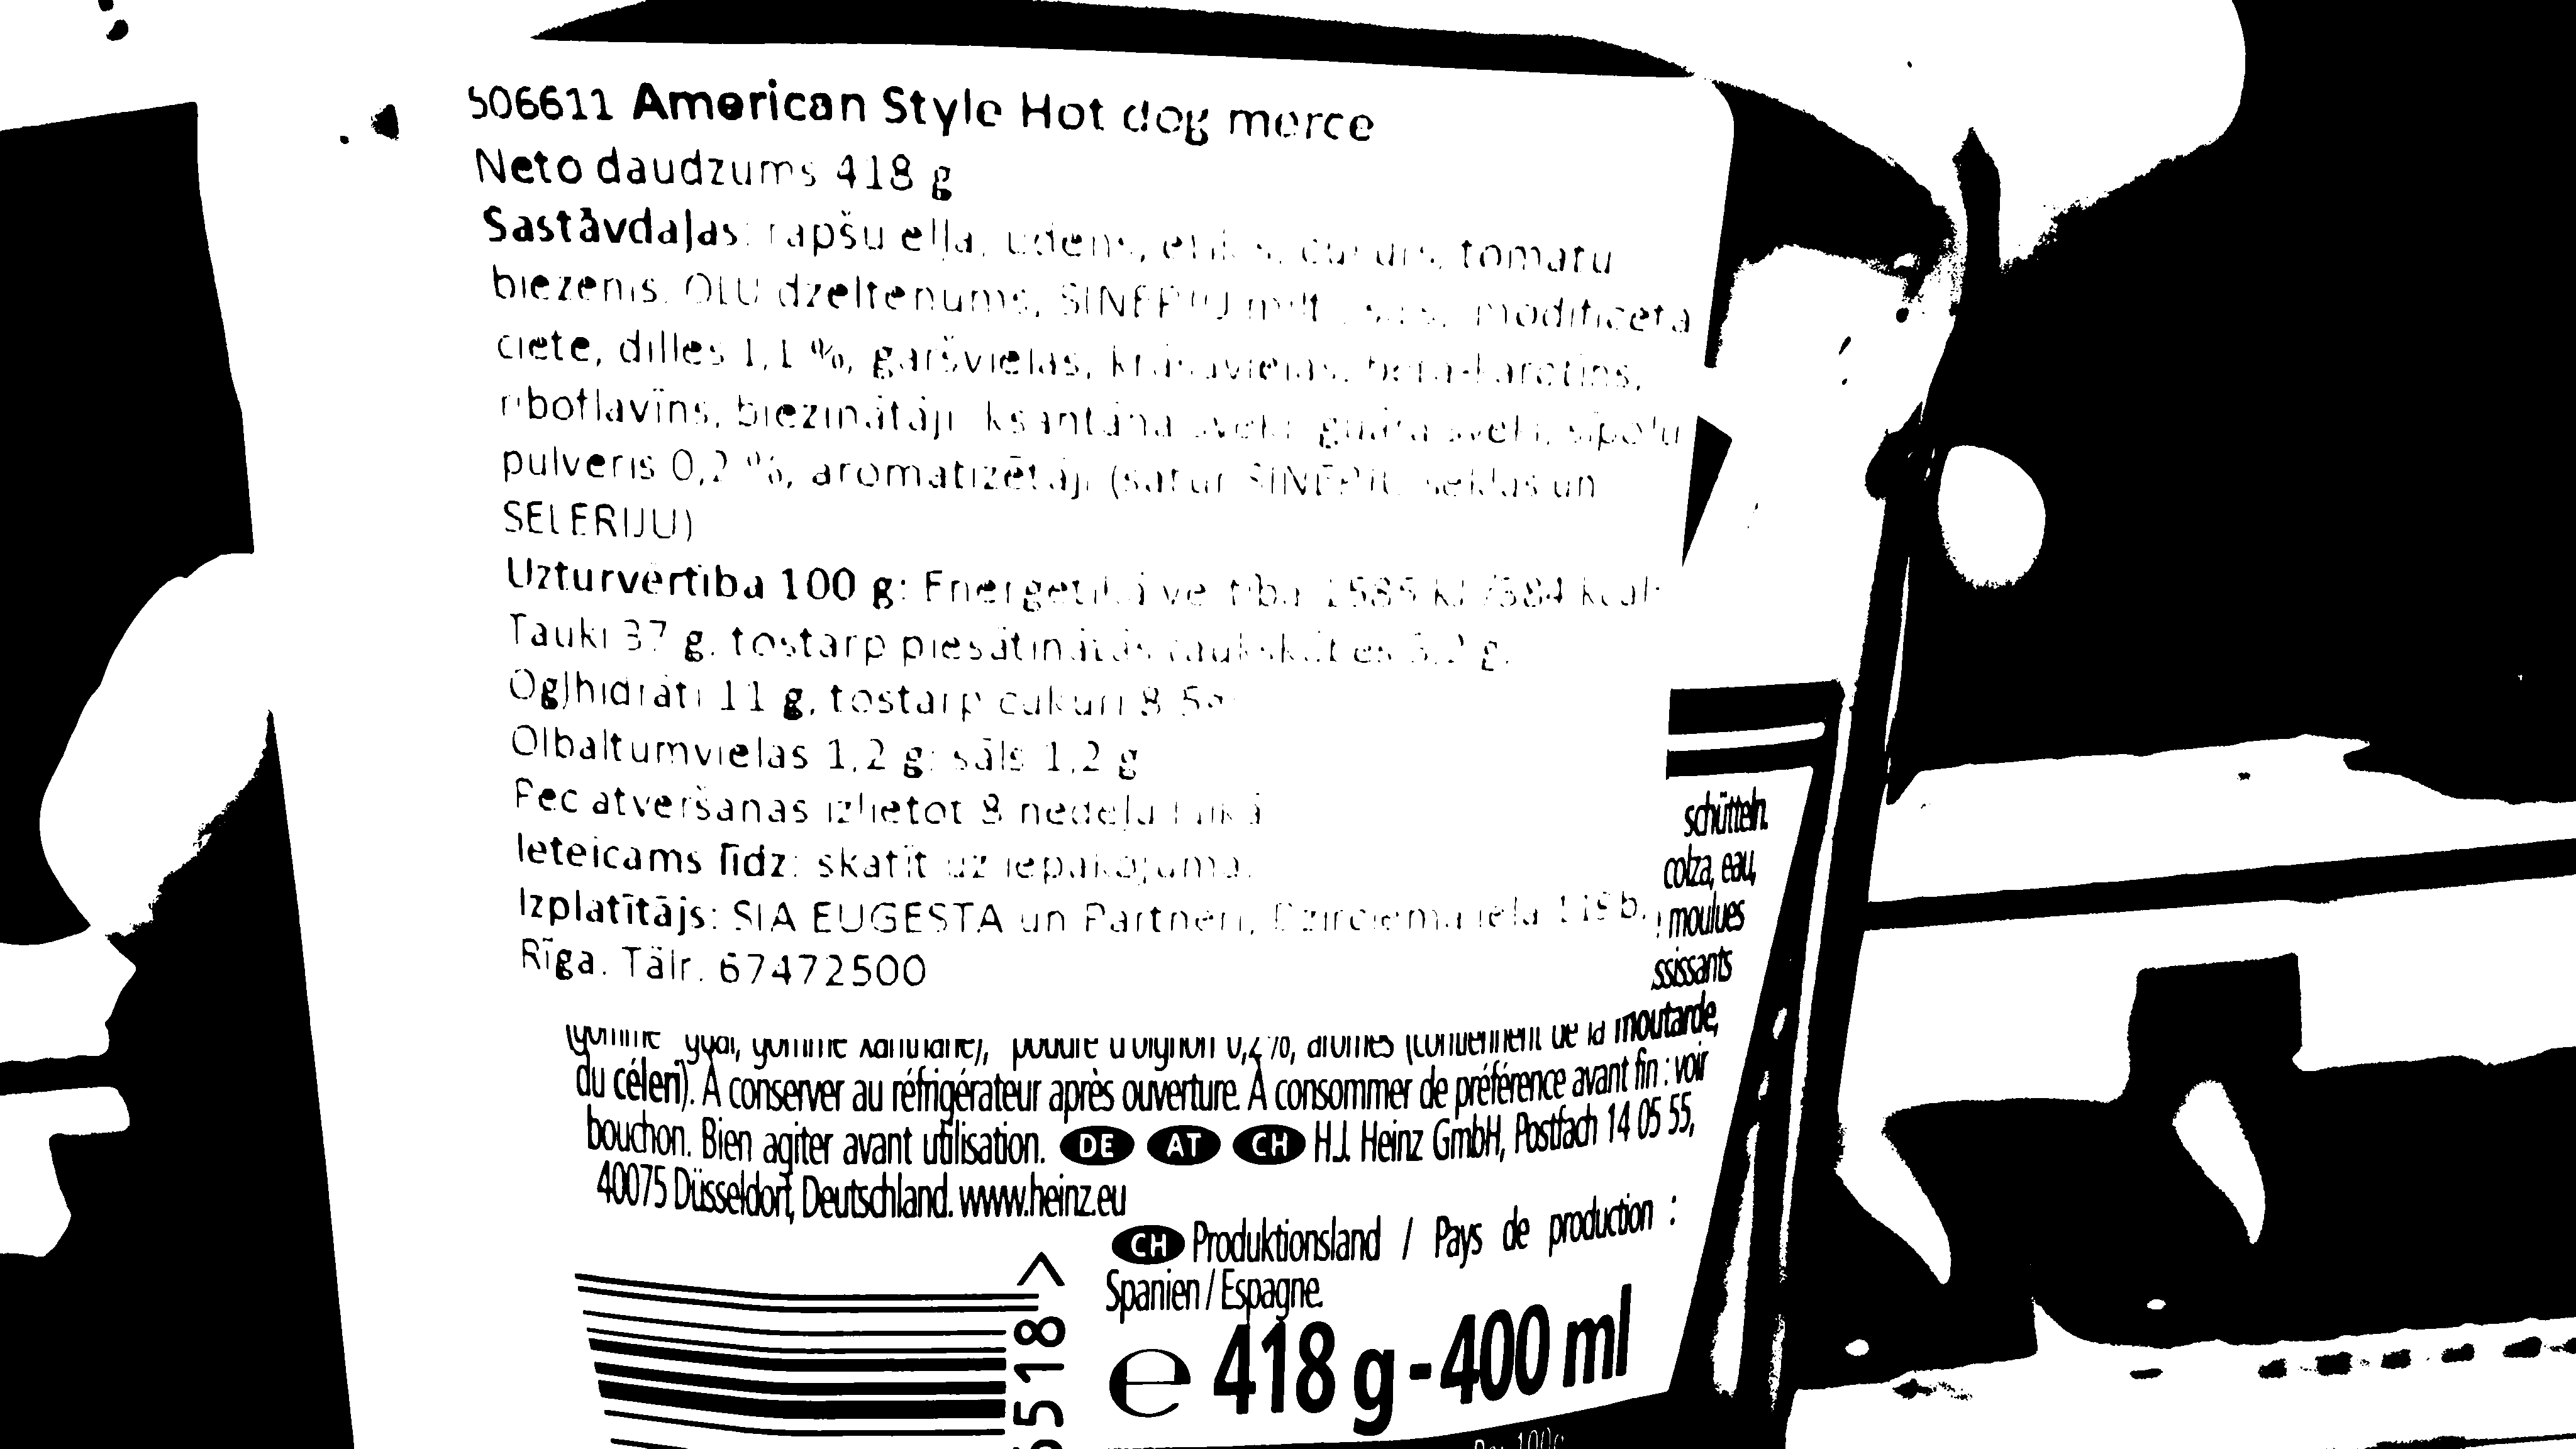 506611 American Style Hot dog merce
Neto daudzums 418 g
Sastāvdaļas: rapšu eļļa, ūdens, etiķis, cukurs, tomātu
biezenis, OLU dzeltenums, SINEPJU milti, sāls, modificēta
ciete, dilles 1,1 %, garšvielas, krāsvielas: beta-karotīns,
riboflavīns, biezinātāji: ksantāna sveķi, guāra sveķi, sīpolu
pulveris 0,2 %, aromatizētāji (satur SINEPJU sēklas un
SELERIJU)
Uzturvērtība 100 g: Enerģētiskā vērtība 1585 kJ /384 kcal;
Tauki 37 g, tostarp piesātinātās taukskābes g.
Ogļhidrāti 11 g, tostarp cukuri 8
Olbaltumvielas 1,2 g; sāls 1,2 g
Pēc atvēršanas izlietot 8 nedēļu laikā
Ieteicams līdz: skatīt uz iepakojuma.
Izplatītājs: SIA EUGESTA un Partneri, Dzirciema iela
Rīga. Tālr. 67472500
schütteln.
colza, eau,
moulues
ssissants
(gomme guar, gomme xanthane), poudre d'oignon 0,2%, arômes (contiennent de la moutarde,
du céleri). À conserver au réfrigérateur après ouverture. À consommer de préférence avant fin : voir
bouchon. Bien agiter avant utilisation. DE AT CH H.J. Heinz GmbH, Postfach 14 05 55,
40075 Düsseldorf, Deutschland. www.heinz.eu
CH Produktionsland / Pays de production :
Spanien / Espagne.
e 418 g - 400 ml
518>
100g